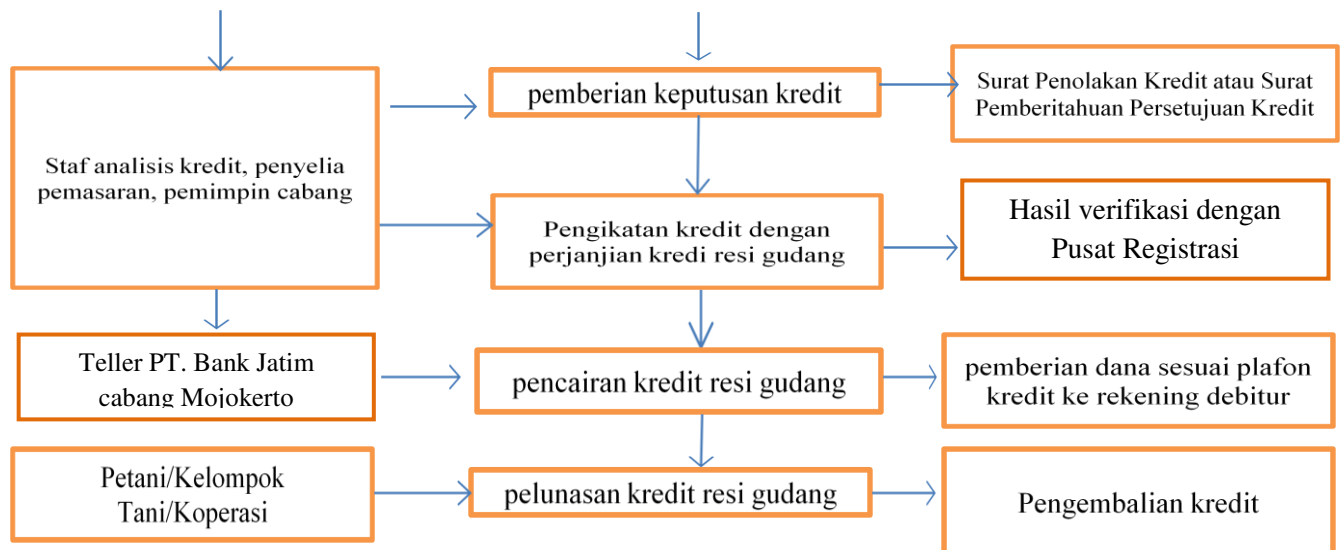 Staf analisis kredit, penyelia
pemasaran, pemimpin cabang
pemberian keputusan kredit
Surat Penolakan Kredit atau Surat
Pemberitahuan Persetujuan Kredit
Pengikatan kredit dengan
perjanjian kredi resi gudang
Hasil verifikasi dengan
Pusat Registrasi
Teller PT. Bank Jatim
cabang Mojokerto
pencairan kredit resi gudang
pemberian dana sesuai plafon
kredit ke rekening debitur
Petani/Kelompok
Tani/Koperasi
pelunasan kredit resi gudang
Pengembalian kredit